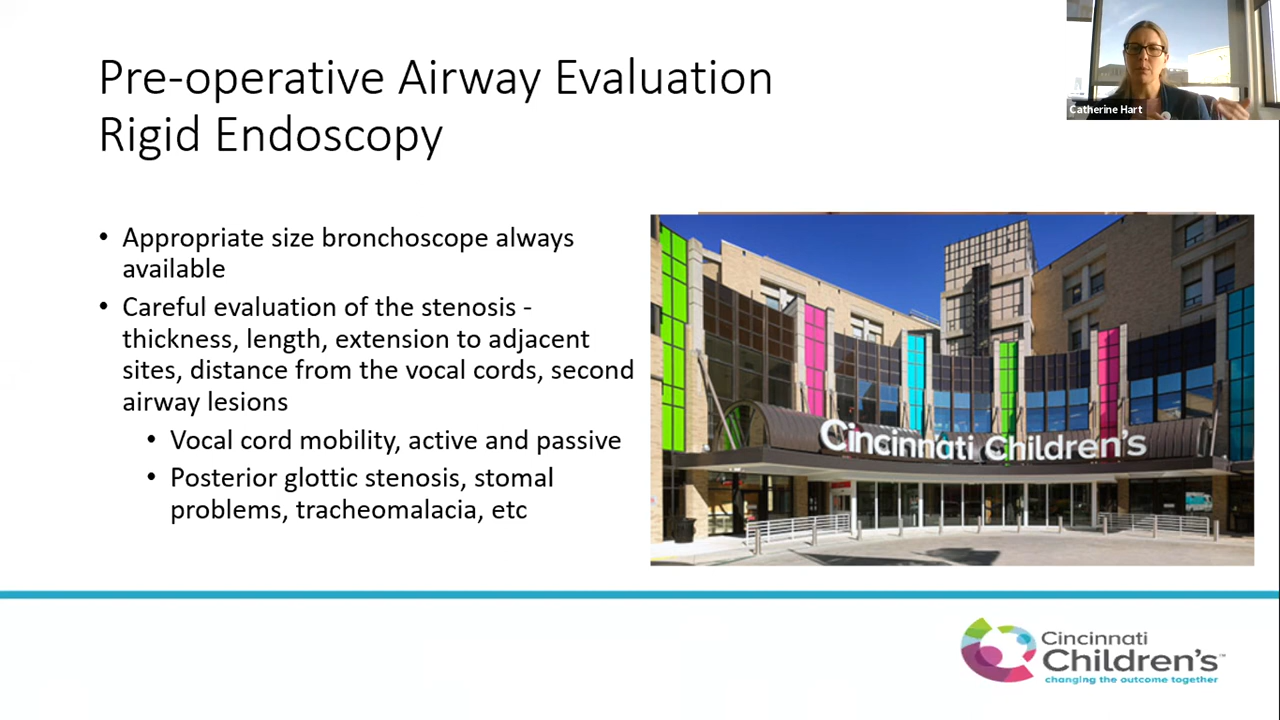 Pre-operative Airway Evaluation
Rigid Endoscopy
Catherine Hart
• Appropriate size bronchoscope always
available
• Careful evaluation of the stenosis -
thickness, length, extension to adjacent
sites, distance from the vocal cords, second
airway lesions
• Vocal cord mobility, active and passive
• Posterior glottic stenosis, stomal
problems, tracheomalacia, etc
Cincinnati Children's
Cincinnati
Children's™
changing the outcome together